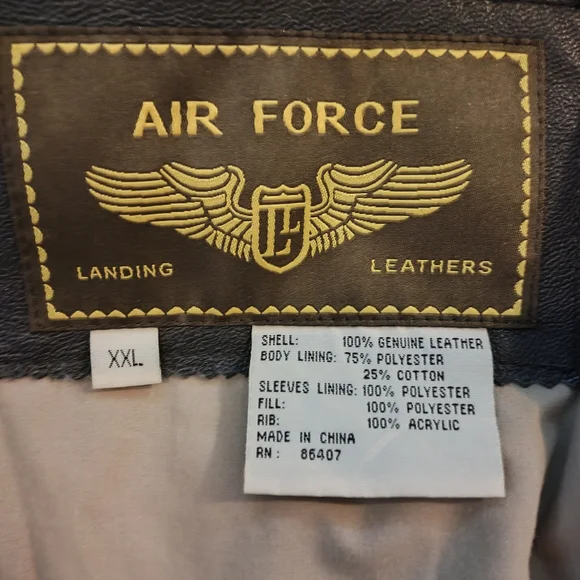 AIR FORCE
LL
LANDING LEATHERS
XXL
SHELL: 100% GENUINE LEATHER
BODY LINING: 75% POLYESTER
25% COTTON
SLEEVES LINING: 100% POLYESTER
FILL: 100% POLYESTER
RIB: 100% ACRYLIC
MADE IN CHINA
RN: 86407